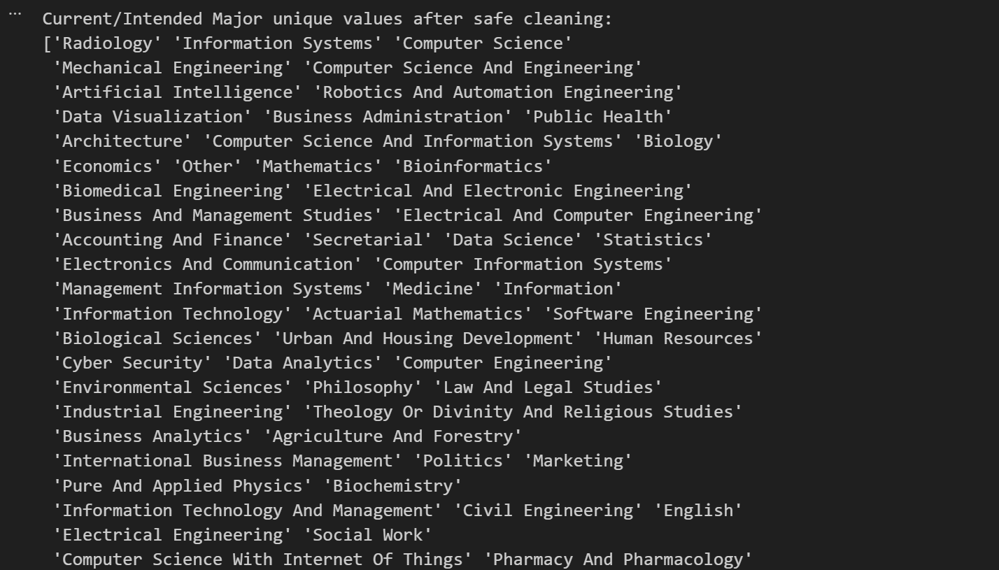 ... Current/Intended Major unique values after safe cleaning:
['Radiology' 'Information Systems' 'Computer Science'
'Mechanical Engineering' 'Computer Science And Engineering'
'Artificial Intelligence' 'Robotics And Automation Engineering'
'Data Visualization' 'Business Administration' 'Public Health'
'Architecture' 'Computer Science And Information Systems' 'Biology'
'Economics' 'Other' 'Mathematics' 'Bioinformatics'
'Biomedical Engineering' 'Electrical And Electronic Engineering'
'Business And Management Studies' 'Electrical And Computer Engineering'
'Accounting And Finance' 'Secretarial' 'Data Science' 'Statistics'
'Electronics And Communication' 'Computer Information Systems'
'Management Information Systems' 'Medicine' 'Information'
'Information Technology' 'Actuarial Mathematics' 'Software Engineering'
'Biological Sciences' 'Urban And Housing Development' 'Human Resources'
'Cyber Security' 'Data Analytics' 'Computer Engineering'
'Environmental Sciences' 'Philosophy' 'Law And Legal Studies'
'Industrial Engineering' 'Theology Or Divinity And Religious Studies'
'Business Analytics' 'Agriculture And Forestry'
'International Business Management' 'Politics' 'Marketing'
'Pure And Applied Physics' 'Biochemistry'
'Information Technology And Management' 'Civil Engineering' 'English'
'Electrical Engineering' 'Social Work'
'Computer Science With Internet Of Things' 'Pharmacy And Pharmacology'